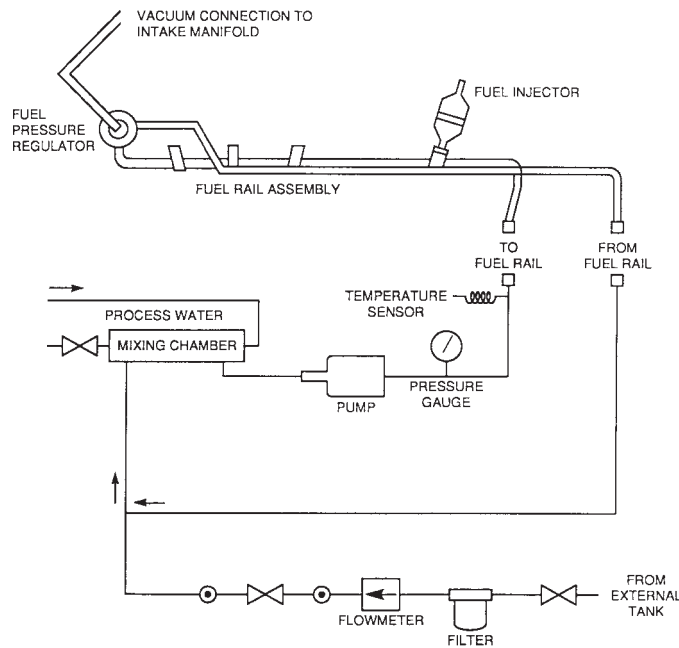 VACUUM CONNECTION TO
INTAKE MANIFOLD
FUEL
PRESSURE
REGULATOR
FUEL INJECTOR
FUEL RAIL ASSEMBLY
TO
FUEL RAIL
FROM
FUEL RAIL
TEMPERATURE
SENSOR
PROCESS WATER
MIXING CHAMBER
PUMP
PRESSURE
GAUGE
FLOWMETER
FILTER
FROM
EXTERNAL
TANK